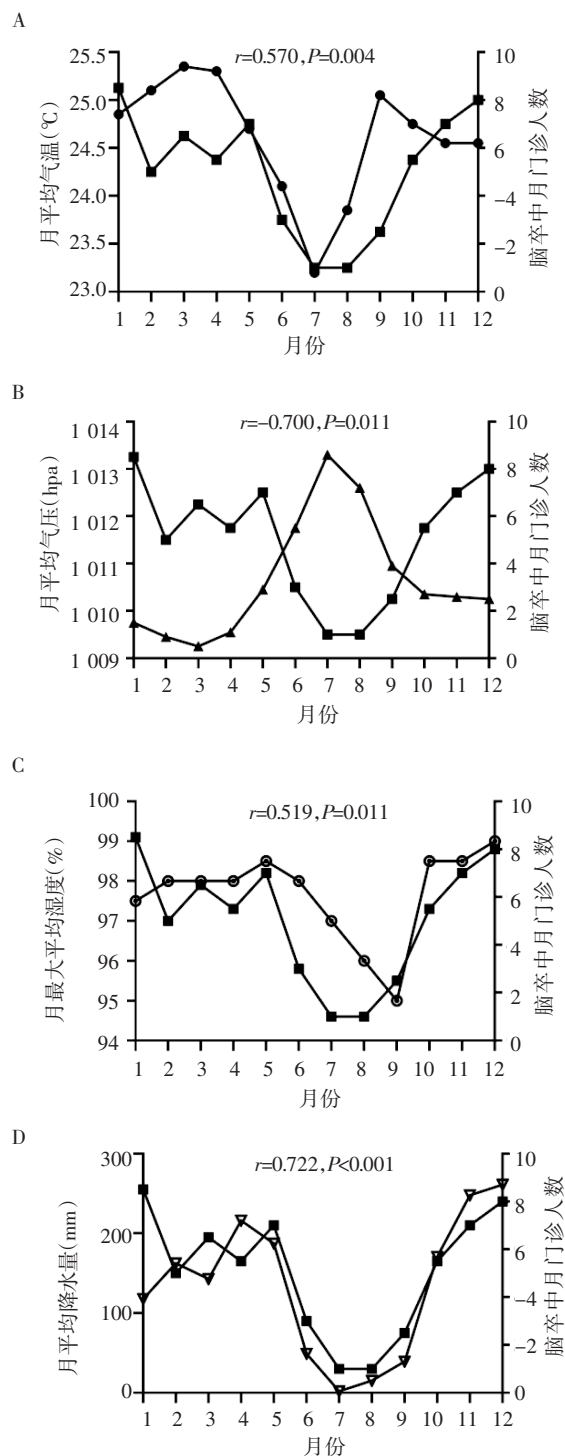 A
r=0.570,P=0.004
月平均气温(℃)
25.5
25.0
24.5
24.0
23.5
23.0
10
8
6
-4
-2
0
脑卒中月门诊人数
1 2 3 4 5 6 7 8 9 10 11 12
月份
B
r=-0.700,P=0.011
月平均气压(hpa)
1 014
1 013
1 012
1 011
1 010
1 009
10
8
6
4
2
0
脑卒中月门诊人数
1 2 3 4 5 6 7 8 9 10 11 12
月份
C
r=0.519,P=0.011
月最大平均湿度(%)
100
99
98
97
96
95
94
10
8
6
4
2
0
脑卒中月门诊人数
1 2 3 4 5 6 7 8 9 10 11 12
月份
D
r=0.722,P<0.001
月平均降水量(mm)
300
200
100
0
10
8
6
-4
-2
0
脑卒中月门诊人数
1 2 3 4 5 6 7 8 9 10 11 12
月份